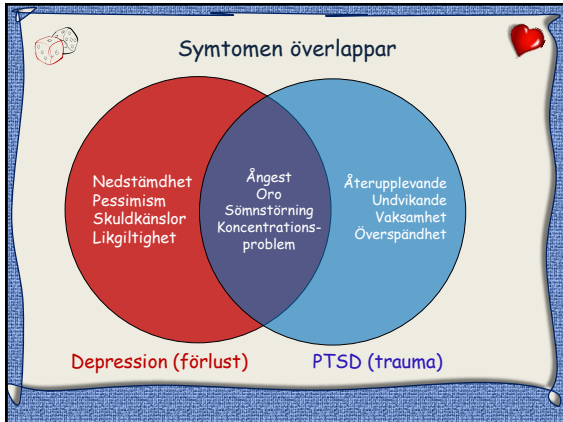 Symtomen överlappar
Nedstämdhet
Pessimism
Skuldkänslor
Likgiltighet
Ångest
Oro
Sömnstörning
Koncentrations-
problem
Återupplevande
Undvikande
Vaksamhet
Överspändhet
Depression (förlust)
PTSD (trauma)